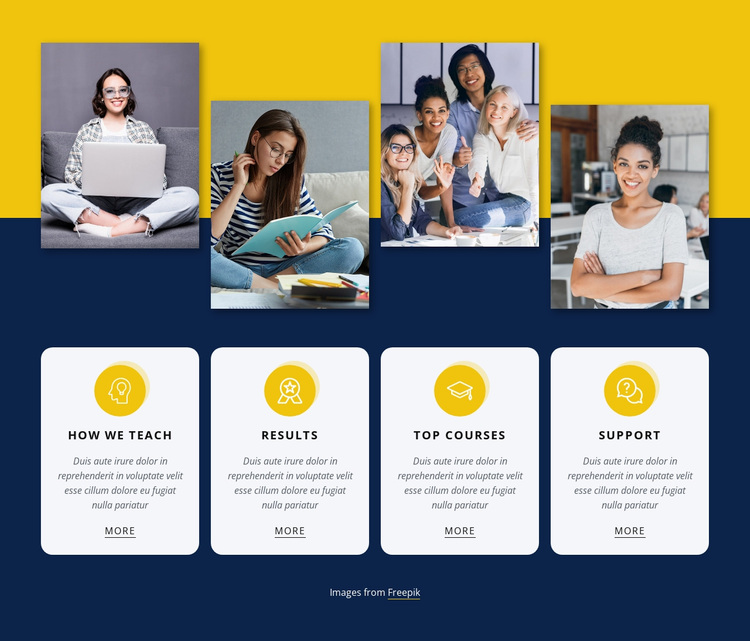 HOW WE TEACH
Duis aute irure dolor in
reprehenderit in voluptate velit
esse cillum dolore eu fugiat
nulla pariatur
MORE
RESULTS
Duis aute irure dolor in
reprehenderit in voluptate velit
esse cillum dolore eu fugiat
nulla pariatur
MORE
TOP COURSES
Duis aute irure dolor in
reprehenderit in voluptate velit
esse cillum dolore eu fugiat
nulla pariatur
MORE
SUPPORT
Duis aute irure dolor in
reprehenderit in voluptate velit
esse cillum dolore eu fugiat
nulla pariatur
MORE
Images from Freepik